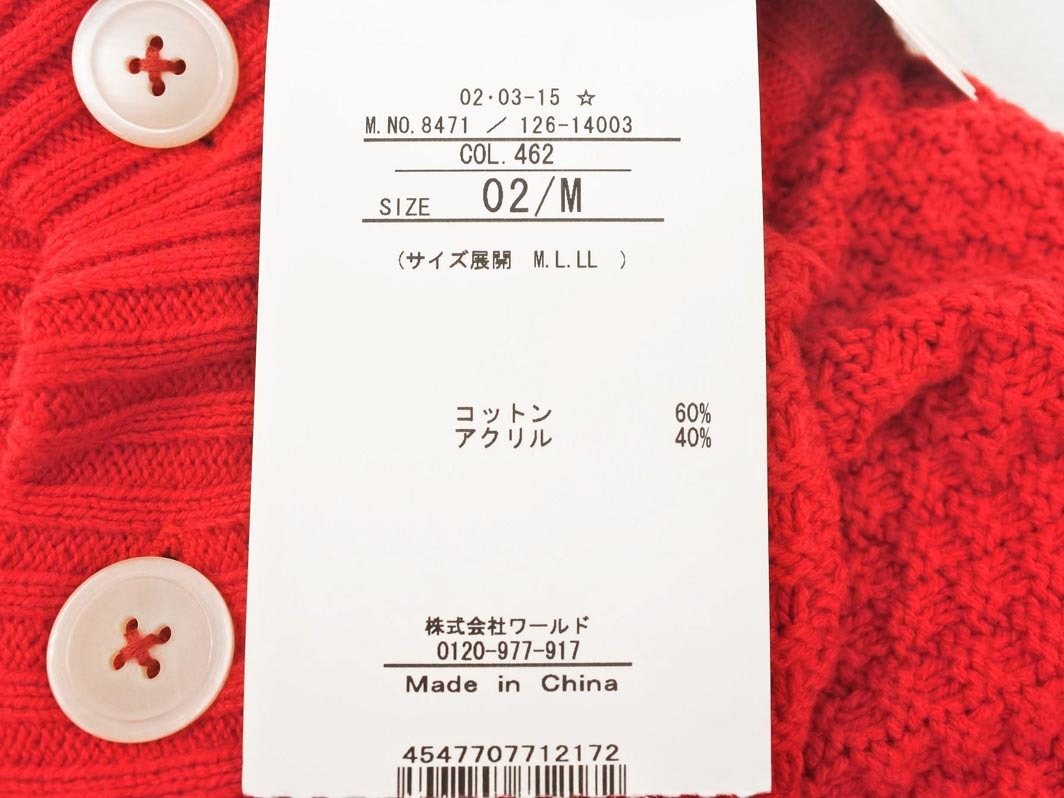 02・03-15 ☆
M.NO.8471 ／ 126-14003
COL.462
SIZE 02/M
（サイズ展開 M.L.LL ）
コットン 60%
アクリル 40%
株式会社ワールド
0120-977-917
Made in China
4547707712172